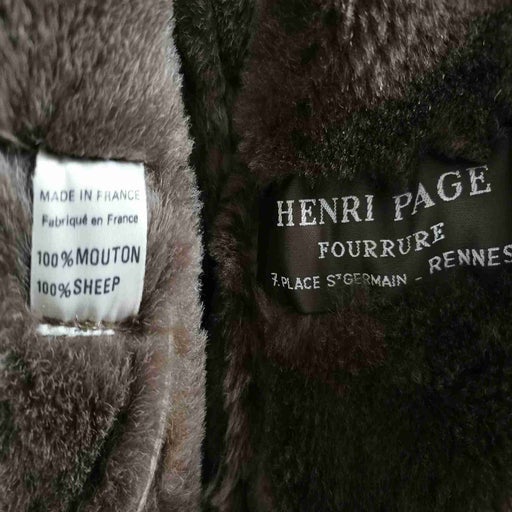 MADE IN FRANCE
Fabriqué en France
100% MOUTON
100% SHEEP
HENRI PAGE
FOURRURE
7, PLACE ST GERMAIN - RENNES